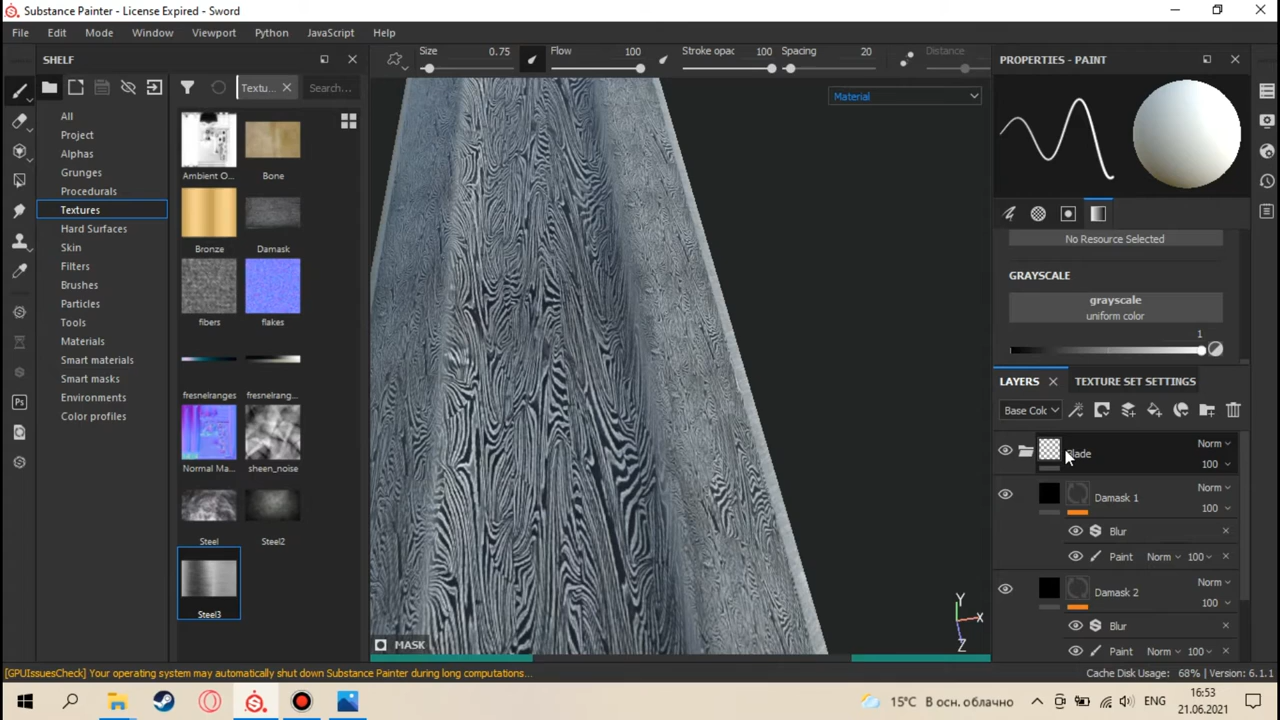 Substance Painter - License Expired - Sword
File Edit Mode Window Viewport Python JavaScript Help
SHELF
Textu...
Search...
All
Project
Alphas
Grunges
Procedurals
Textures
Hard Surfaces
Skin
Filters
Brushes
Particles
Tools
Materials
Smart materials
Smart masks
Environments
Color profiles
Ambient O...
Bone
Bronze
Damask
fibers
flakes
fresnelranges
fresnelrang...
Normal Ma...
sheen_noise
Steel
Steel2
Steel3
Size 0.75
Flow 100
Stroke opac 100
Spacing 20
Distance
Material
MASK
Y
X
Z
PROPERTIES - PAINT
No Resource Selected
GRAYSCALE
grayscale
uniform color
1
LAYERS
TEXTURE SET SETTINGS
Base Col
Norm
100
Norm
Damask 1
100
Blur
Paint Norm 100
Norm
Damask 2
100
Blur
Paint Norm 100
[GPUIssuesCheck] Your operating system may automatically shut down Substance Painter during long computations...
Cache Disk Usage: 68% | Version: 6.1.1
Ps
15°C В осн. облачно
ENG
16:53
21.06.2021